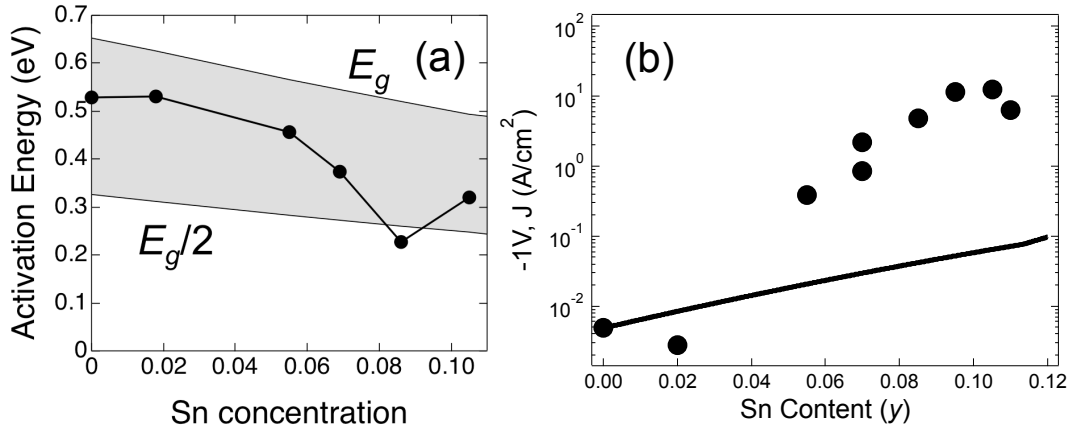 0.7
0.6
0.5
0.4
0.3
0.2
0.1
0
Activation Energy (eV)
E_g
(a)
E_g/2
0 0.02 0.04 0.06 0.08 0.10
Sn concentration
10^2
10^1
10^0
10^-1
10^-2
-1V, J (A/cm^2)
(b)
0.00 0.02 0.04 0.06 0.08 0.10 0.12
Sn Content (y)